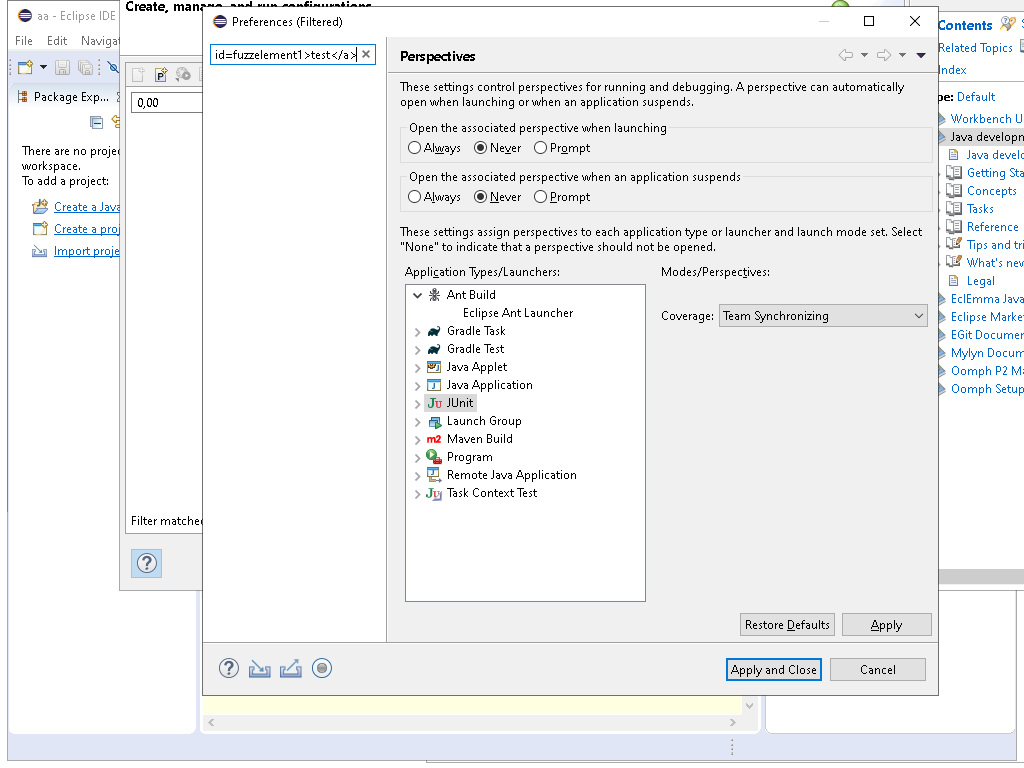 Create, manage, and run configurations
aa - Eclipse IDE
File Edit
Package Exp...
There are no
workspace.
To add a project:
Create a Java
Create a
Import
0,00
Filter matched
Preferences (Filtered)
id=fuzzelement1>test</a>
Perspectives
These settings control perspectives for running and debugging. A perspective can automatically
open when launching or when an application suspends.
Open the associated perspective when launching
Always Never Prompt
Open the associated perspective when an application suspends
Always Never Prompt
These settings assign perspectives to each application type or launcher and launch mode set. Select
"None" to indicate that a perspective should not be opened.
Application Types/Launchers:
Modes/Perspectives:
Ant Build
Eclipse Ant Launcher
Gradle Task
Gradle Test
Java Applet
Java Application
Ju JUnit
Launch Group
m2 Maven Build
Program
Remote Java Application
Task Context Test
Coverage: Team Synchronizing
Restore Defaults Apply
Apply and Close Cancel
Contents
Related Topics
Index
Default
Workbench U
Java developm
Java develo
Getting Sta
Concepts
Tasks
Reference
Tips and tri
What's new
Legal
EclEmma Java
Eclipse Marke
EGit Documen
Mylyn Docum
Oomph P2 Ma
Oomph Setup